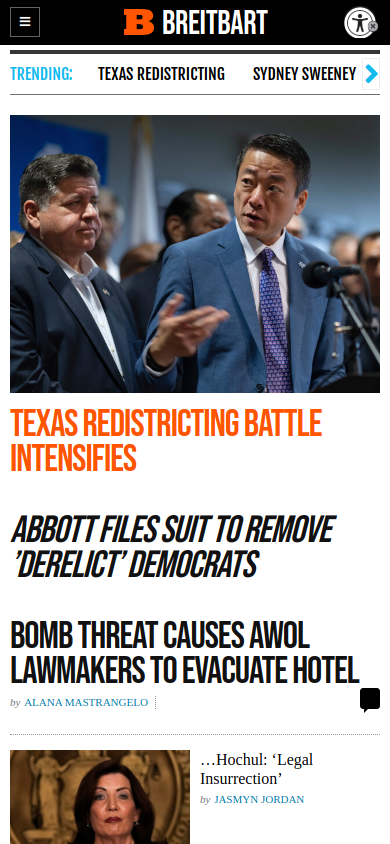 B BREITBART
TRENDING: TEXAS REDISTRICTING SYDNEY SWEENEY
TEXAS REDISTRICTING BATTLE
INTENSIFIES
ABBOTT FILES SUIT TO REMOVE
'DERELICT' DEMOCRATS
BOMB THREAT CAUSES AWOL
LAWMAKERS TO EVACUATE HOTEL
by ALANA MASTRANGELO
…Hochul: ‘Legal
Insurrection’
by JASMYN JORDAN